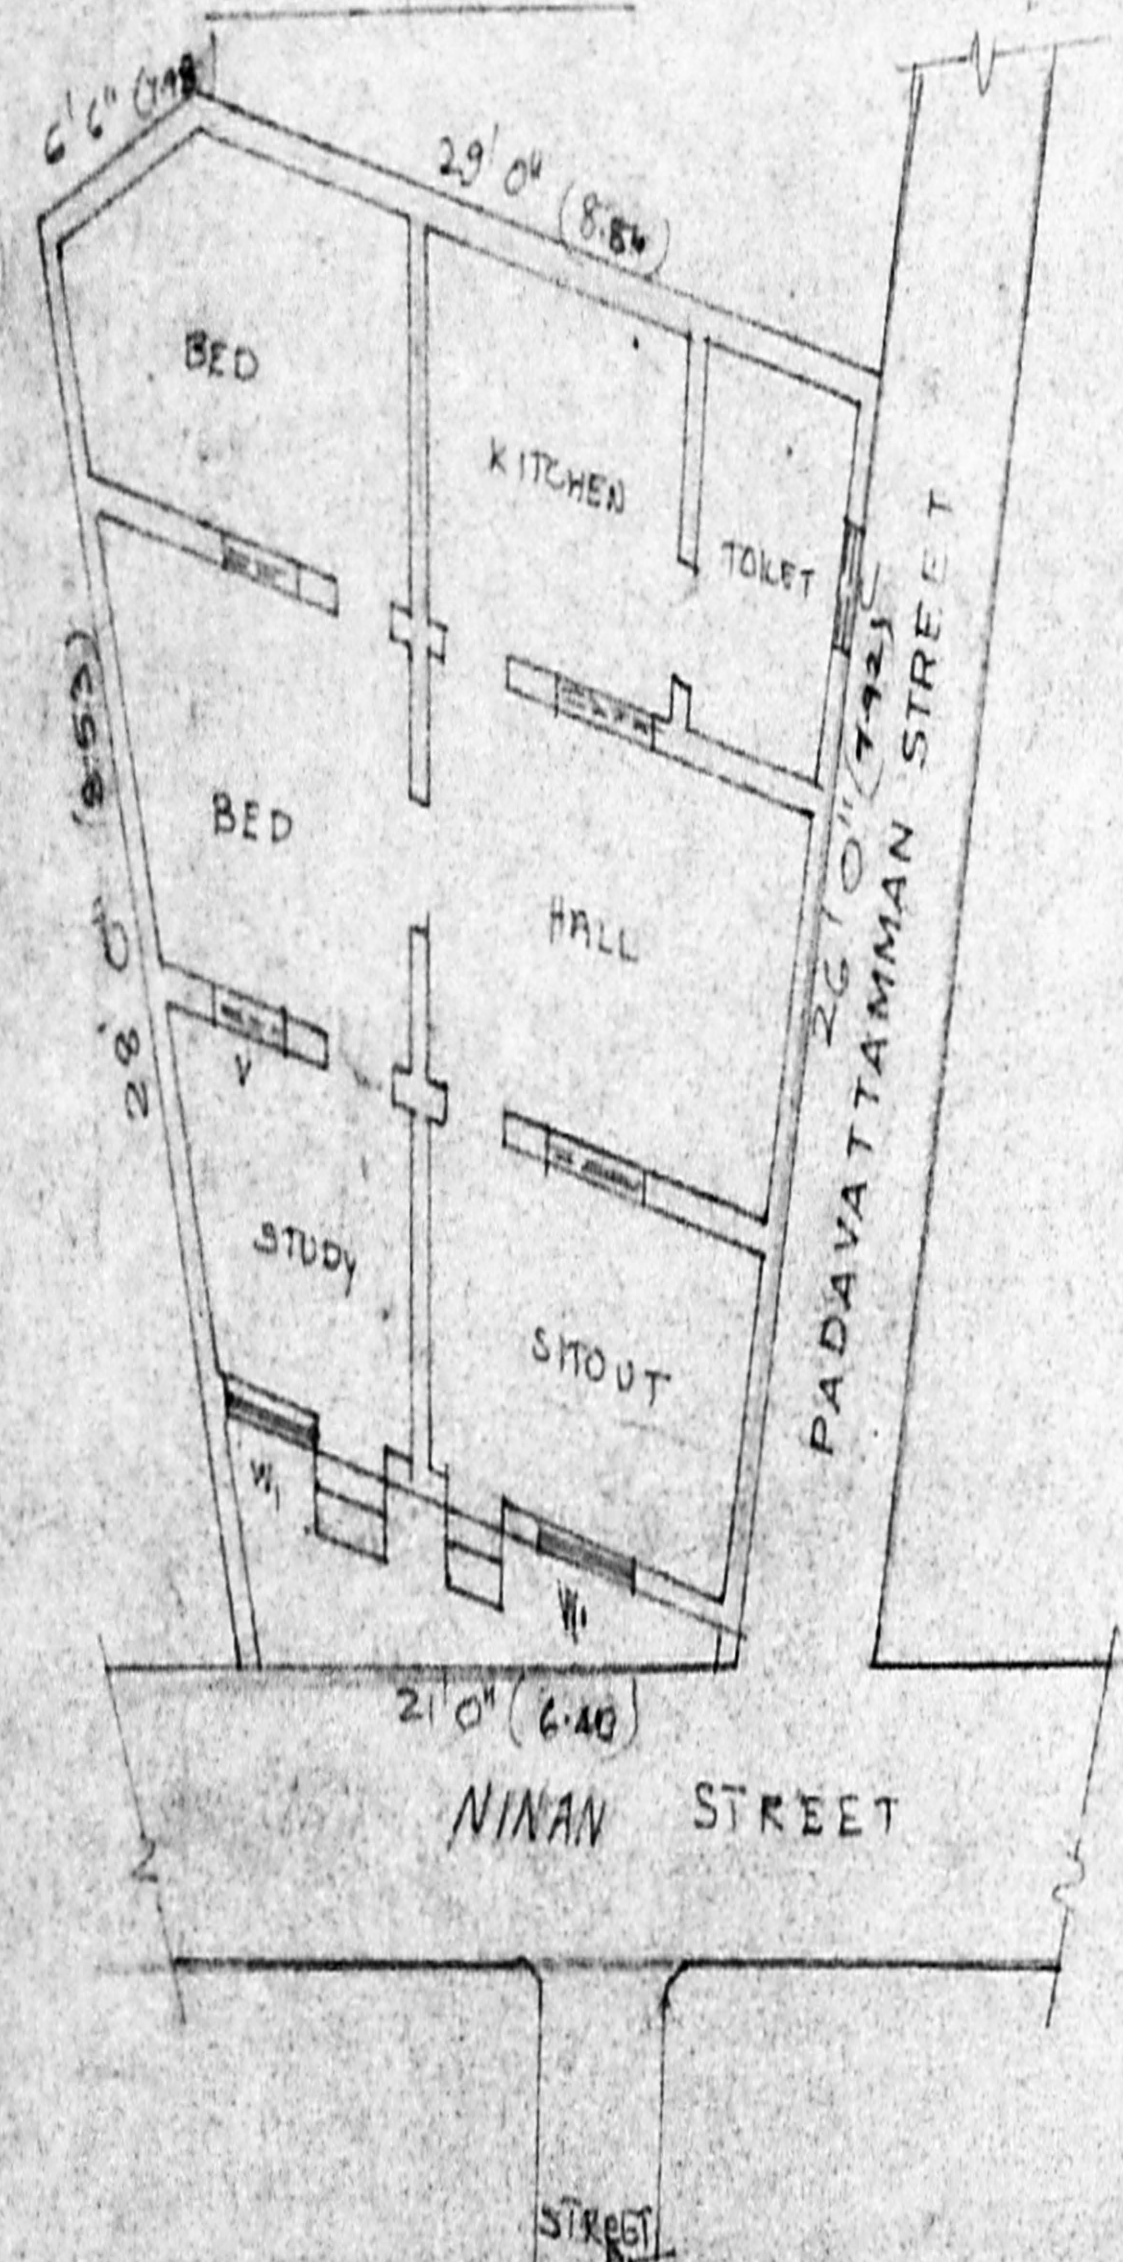 6'6" (1.98)
29'0" (8.84)
BED
KITCHEN
TOILET
26'0" (7.92)
PADAVATTAMMAN STREET
28'0" (8.53)
BED
HALL
V
STUDY
SITOUT
W1
W1
21'0" (6.40)
NINAN STREET
STREET